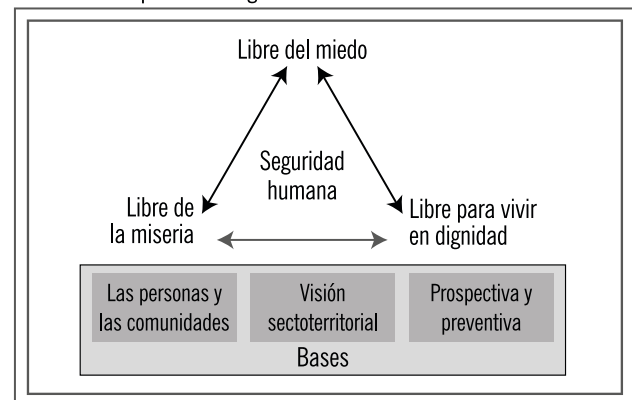 Libre del miedo
Seguridad
humana
Libre de
la miseria
Libre para vivir
en dignidad
Las personas y
las comunidades
Visión
sectoterritorial
Prospectiva y
preventiva
Bases